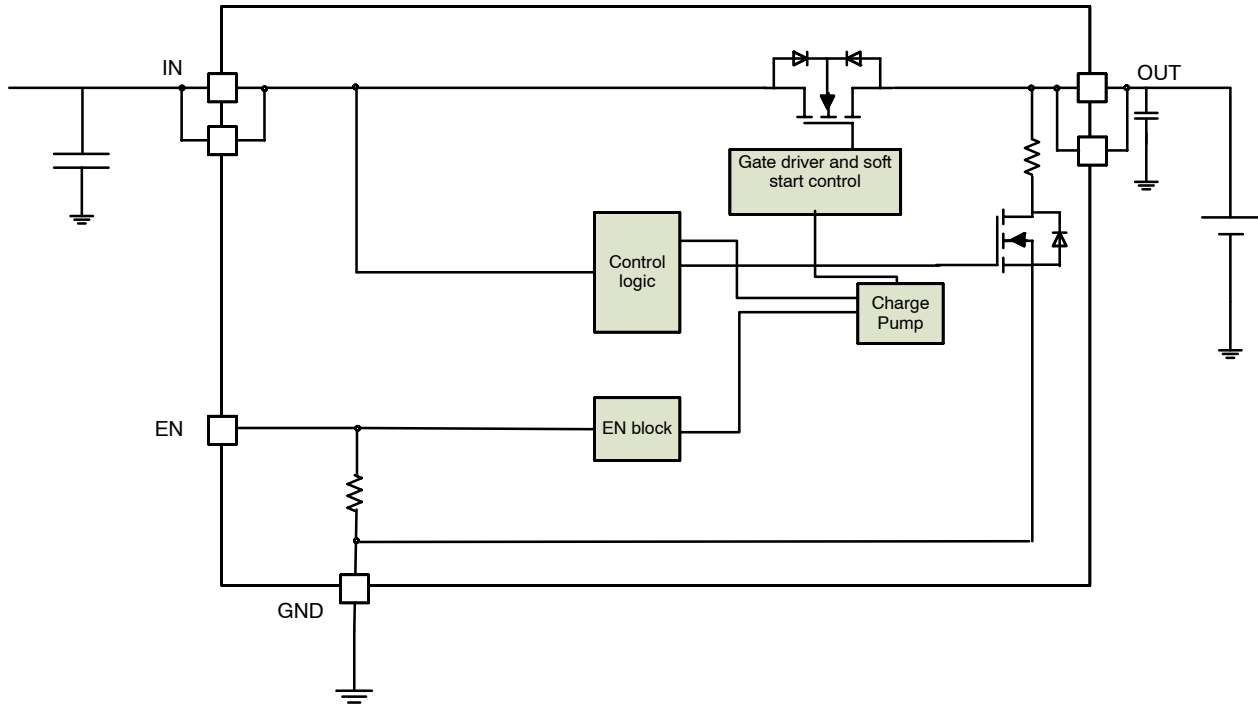 IN
OUT
Gate driver and soft
start control
Control
logic
Charge
Pump
EN
EN block
GND